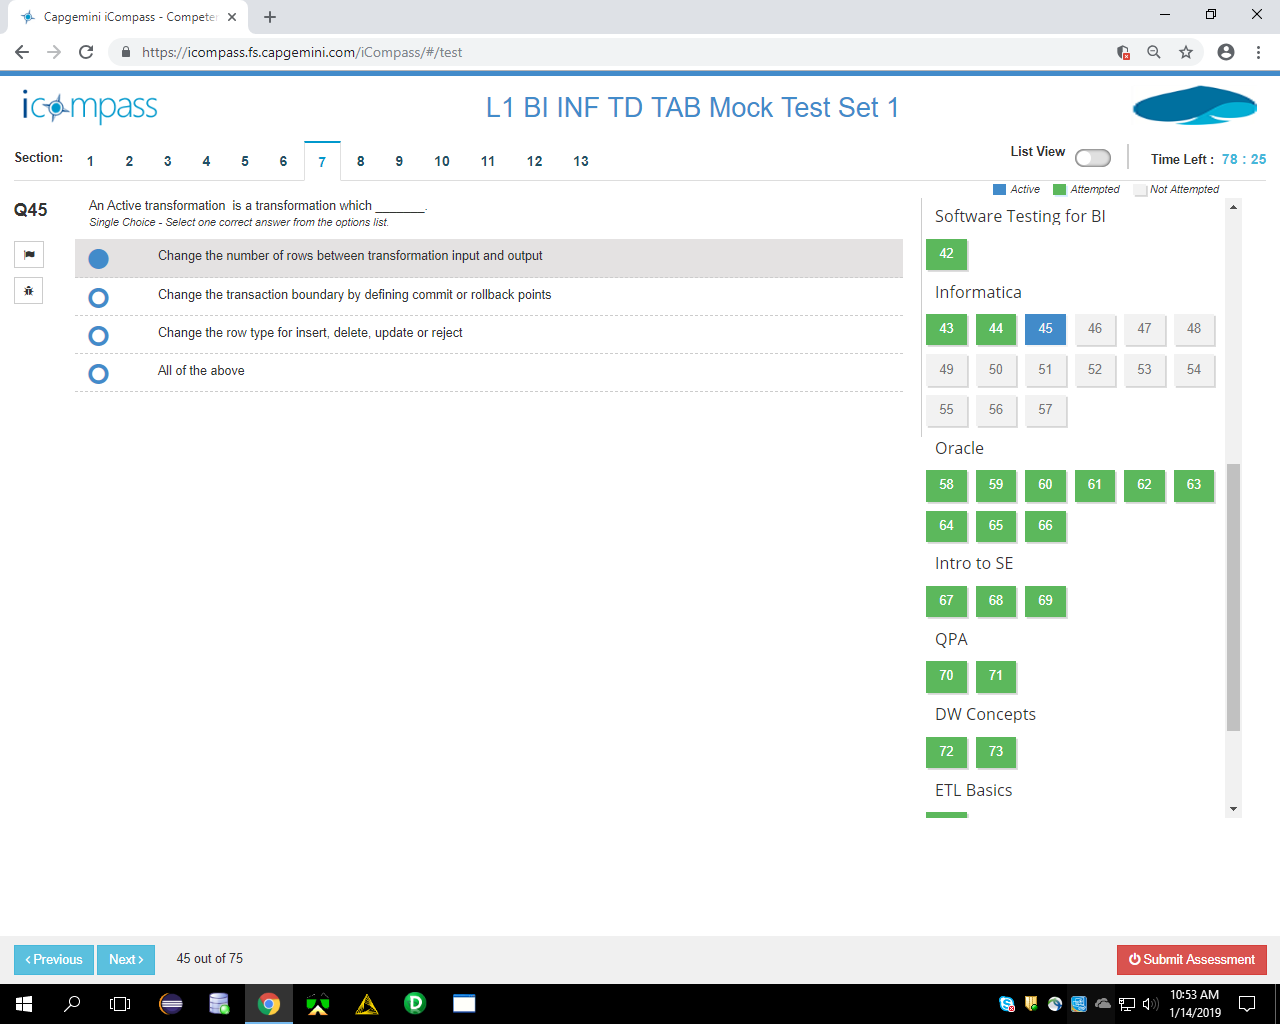 Capgemini iCompass - Compete
https://icompass.fs.capgemini.com/iCompass/#/test
icompass
L1 BI INF TD TAB Mock Test Set 1
Section: 1 2 3 4 5 6 7 8 9 10 11 12 13
List View
Time Left : 78 : 25
Active Attempted Not Attempted
Q45
An Active transformation is a transformation which _______.
Single Choice - Select one correct answer from the options list.
Change the number of rows between transformation input and output
Change the transaction boundary by defining commit or rollback points
Change the row type for insert, delete, update or reject
All of the above
Software Testing for BI
42
Informatica
43 44 45 46 47 48
49 50 51 52 53 54
55 56 57
Oracle
58 59 60 61 62 63
64 65 66
Intro to SE
67 68 69
QPA
70 71
DW Concepts
72 73
ETL Basics
Previous Next 45 out of 75
Submit Assessment
10:53 AM
1/14/2019